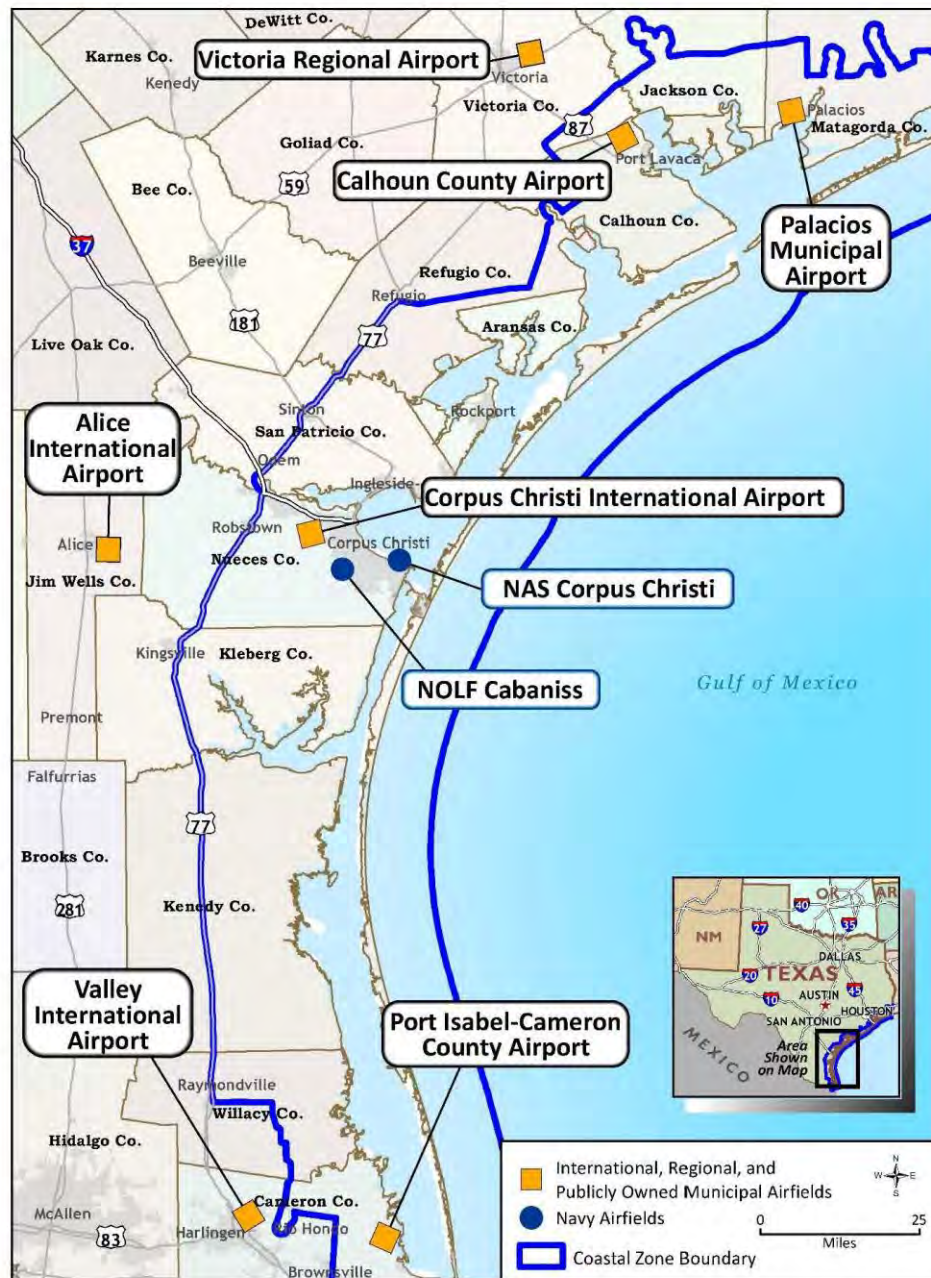 DeWitt Co.
Karnes Co.
Kenedy
Victoria Regional Airport
Victoria
Victoria Co.
Jackson Co.
Palacios
Matagorda Co.
87
Goliad Co.
Port Lavaca
Calhoun County Airport
Bee Co.
59
Calhoun Co.
Palacios
Municipal
Airport
37
Beeville
Refugio Co.
Refugio
181
77
Aransas Co.
Live Oak Co.
Sinton
Rockport
San Patricio Co.
Alice
International
Airport
Odem
Ingleside
Corpus Christi International Airport
Robstown
Corpus Christi
Alice
Nueces Co.
Jim Wells Co.
NAS Corpus Christi
Kingsville
Kleberg Co.
NOLF Cabaniss
Gulf of Mexico
Premont
Falfurrias
77
Brooks Co.
281
Kenedy Co.
Valley
International
Airport
Port Isabel-Cameron
County Airport
Raymondville
Willacy Co.
Hidalgo Co.
Cameron Co.
McAllen
83
Harlingen
Rio Hondo
Brownsville
OK
AR
40
35
NM
27
DALLAS
20
TEXAS
10
AUSTIN
45
HOUSTON
SAN ANTONIO
MEXICO
Area
Shown
on Map
International, Regional, and
Publicly Owned Municipal Airfields
Navy Airfields
Coastal Zone Boundary
N
W
E
S
0
25
Miles